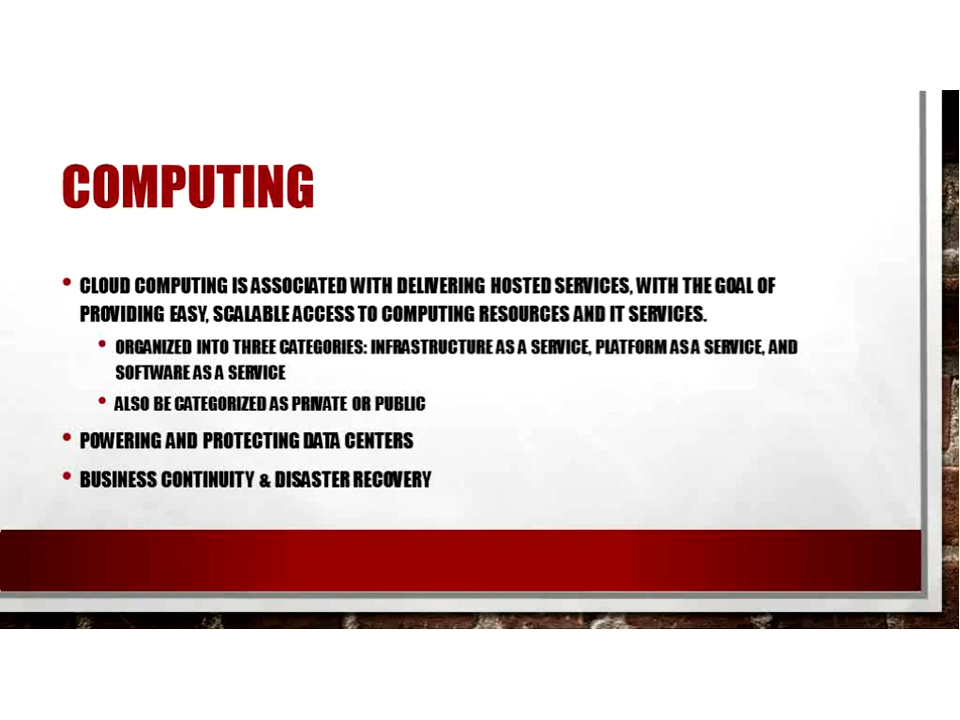 COMPUTING
• CLOUD COMPUTING IS ASSOCIATED WITH DELIVERING HOSTED SERVICES, WITH THE GOAL OF
PROVIDING EASY, SCALABLE ACCESS TO COMPUTING RESOURCES AND IT SERVICES.
• ORGANIZED INTO THREE CATEGORIES: INFRASTRUCTURE AS A SERVICE, PLATFORM AS A SERVICE, AND
SOFTWARE AS A SERVICE
• ALSO BE CATEGORIZED AS PRIVATE OR PUBLIC
• POWERING AND PROTECTING DATA CENTERS
• BUSINESS CONTINUITY & DISASTER RECOVERY